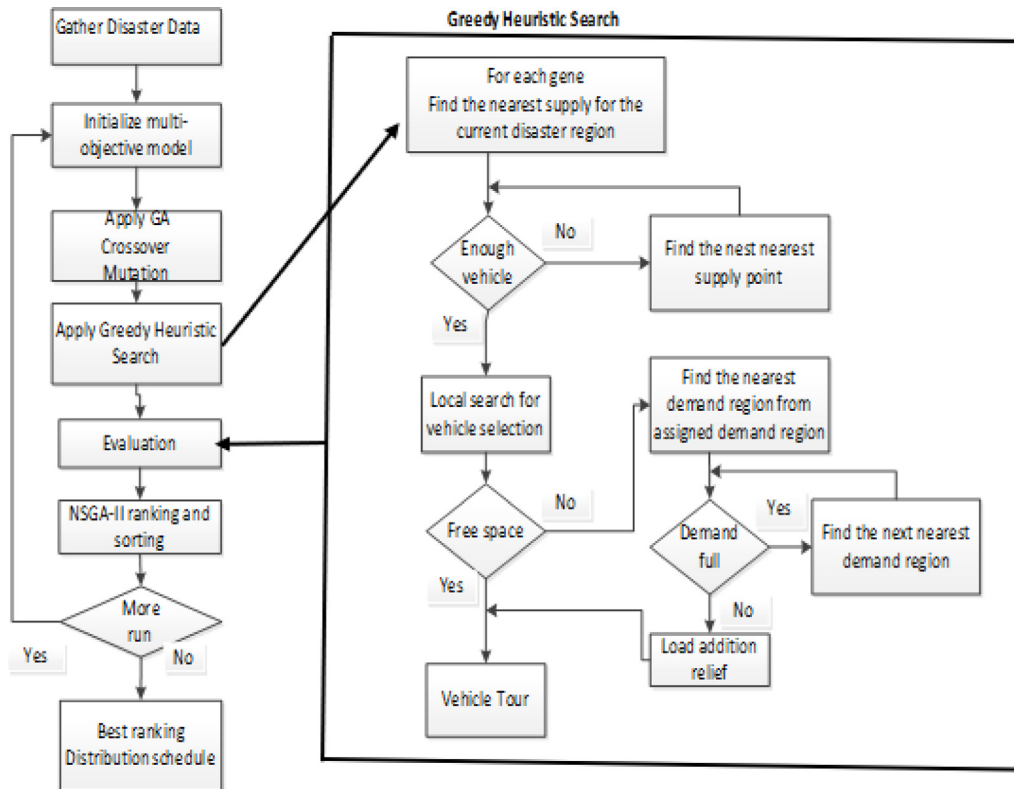 Greedy Heuristic Search
Gather Disaster Data
Initialize multi-
objective model
Apply GA
Crossover
Mutation
Apply Greedy Heuristic
Search
Evaluation
NSGA-II ranking and
sorting
More
run
Yes
No
Best ranking
Distribution schedule
For each gene
Find the nearest supply for the
current disaster region
Enough
vehicle
No
Find the nest nearest
supply point
Yes
Local search for
vehicle selection
Find the nearest
demand region from
assigned demand region
Free space
No
Demand
full
Yes
Find the next nearest
demand region
Yes
No
Load addition
relief
Vehicle Tour